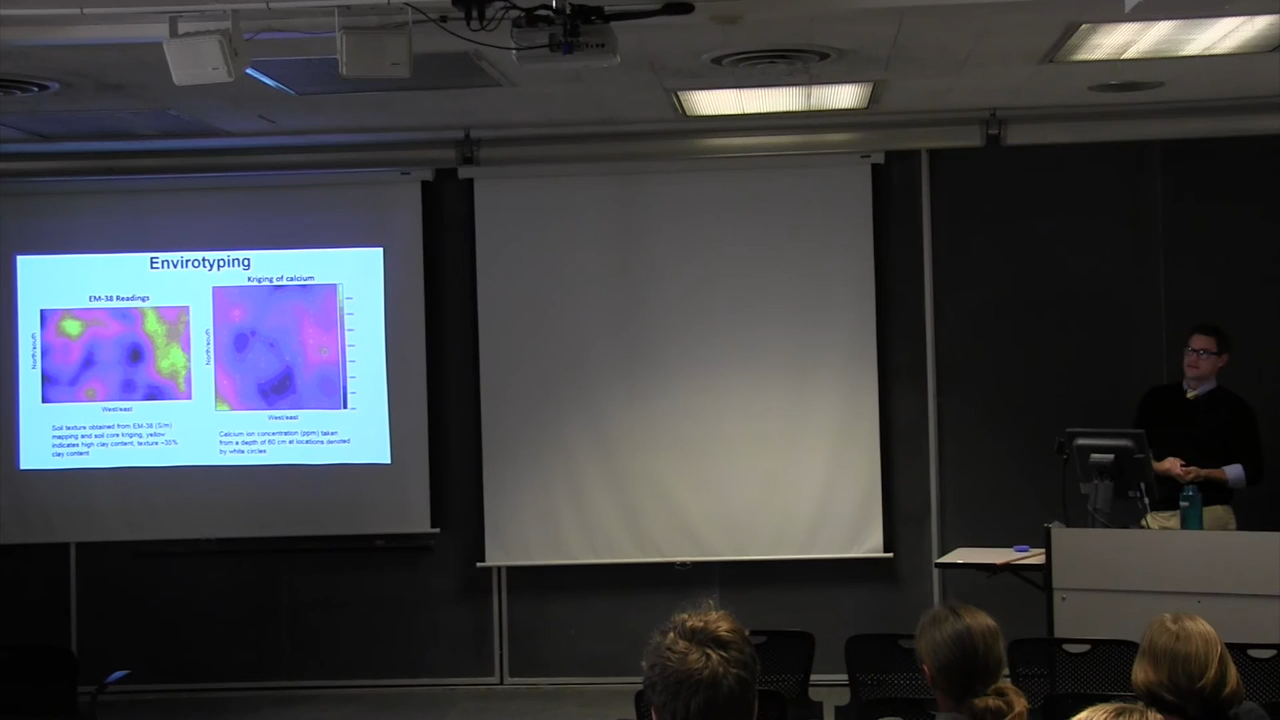 Envirotyping
EM-38 Readings
North/south
West/east
Soil texture obtained from EM-38 (S/m)
mapping and soil core kriging, yellow
indicates high clay content, texture ~35%
clay content
Kriging of calcium
North/south
West/east
Calcium ion concentration (ppm) taken
from a depth of 60 cm at locations denoted
by white circles